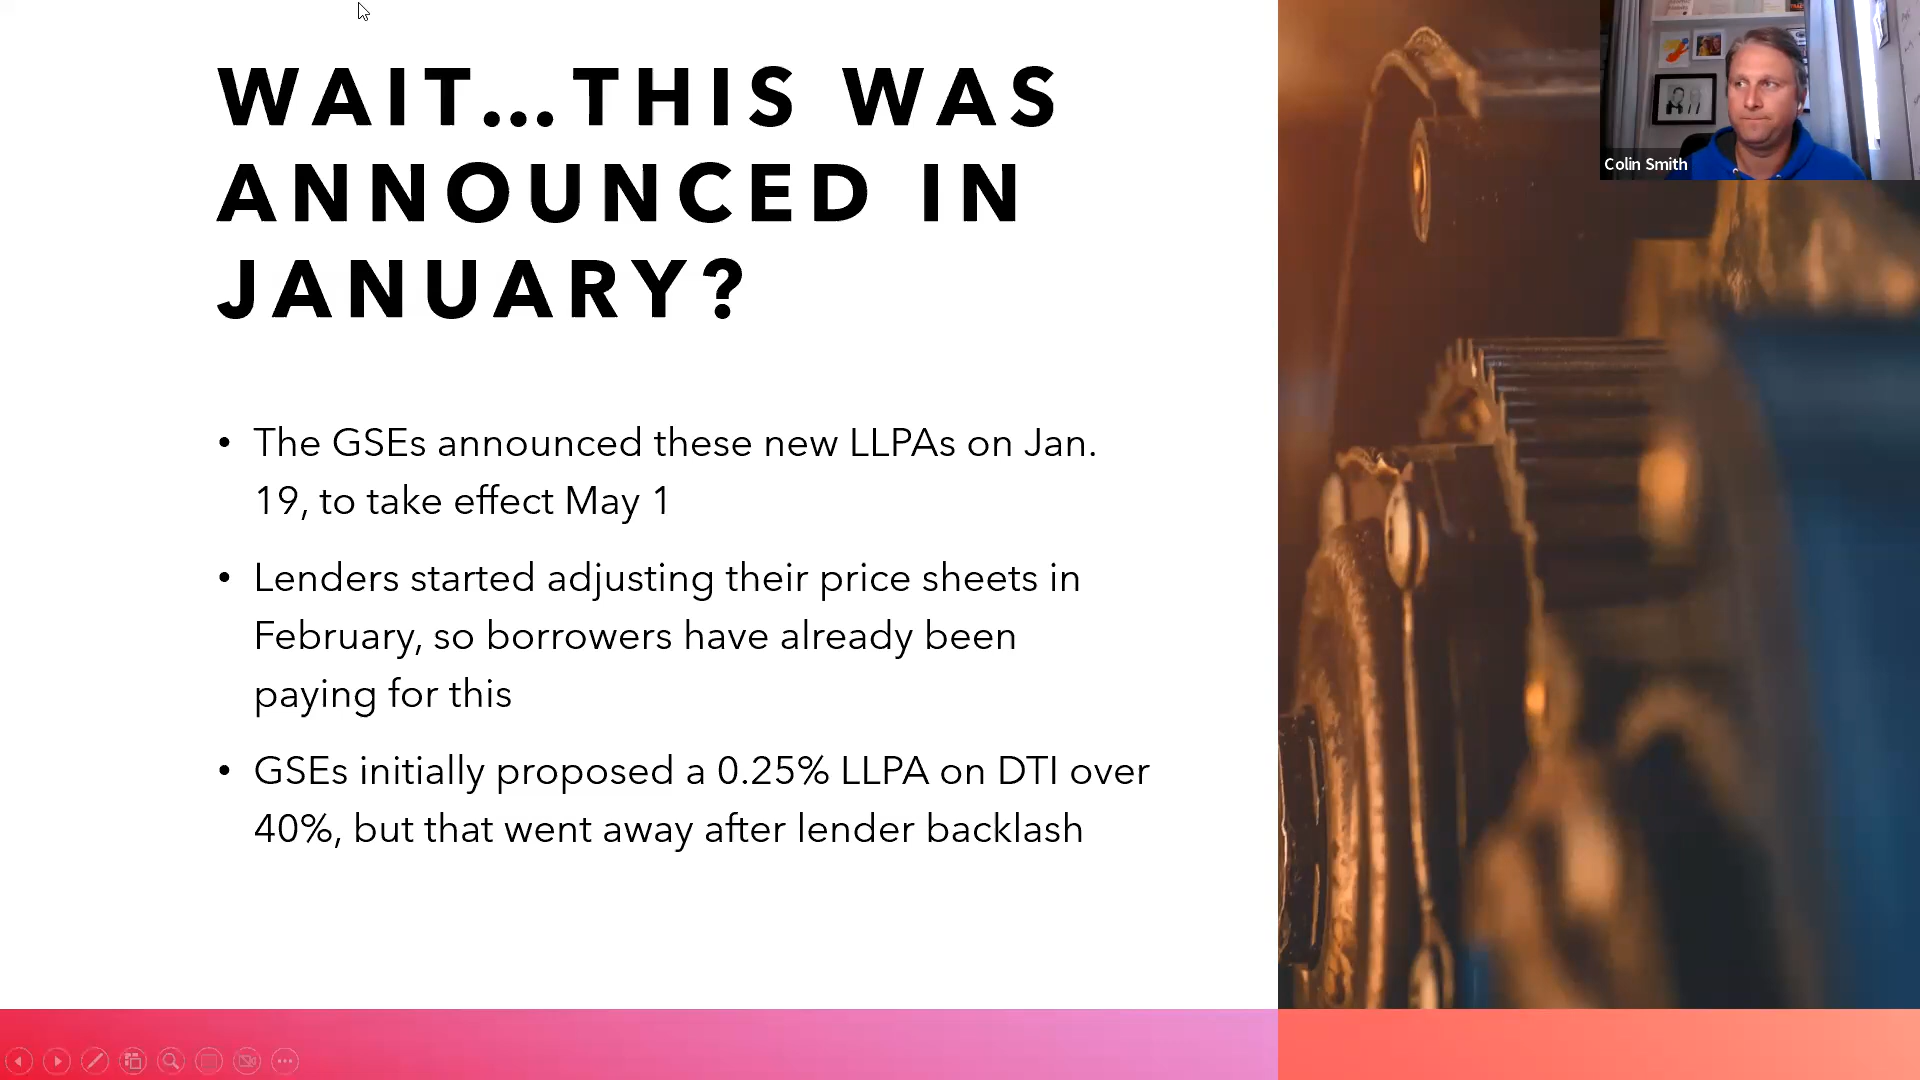 WAIT...THIS WAS
ANNOUNCED IN
JANUARY?
• The GSEs announced these new LLPAs on Jan.
19, to take effect May 1
• Lenders started adjusting their price sheets in
February, so borrowers have already been
paying for this
• GSEs initially proposed a 0.25% LLPA on DTI over
40%, but that went away after lender backlash
Colin Smith